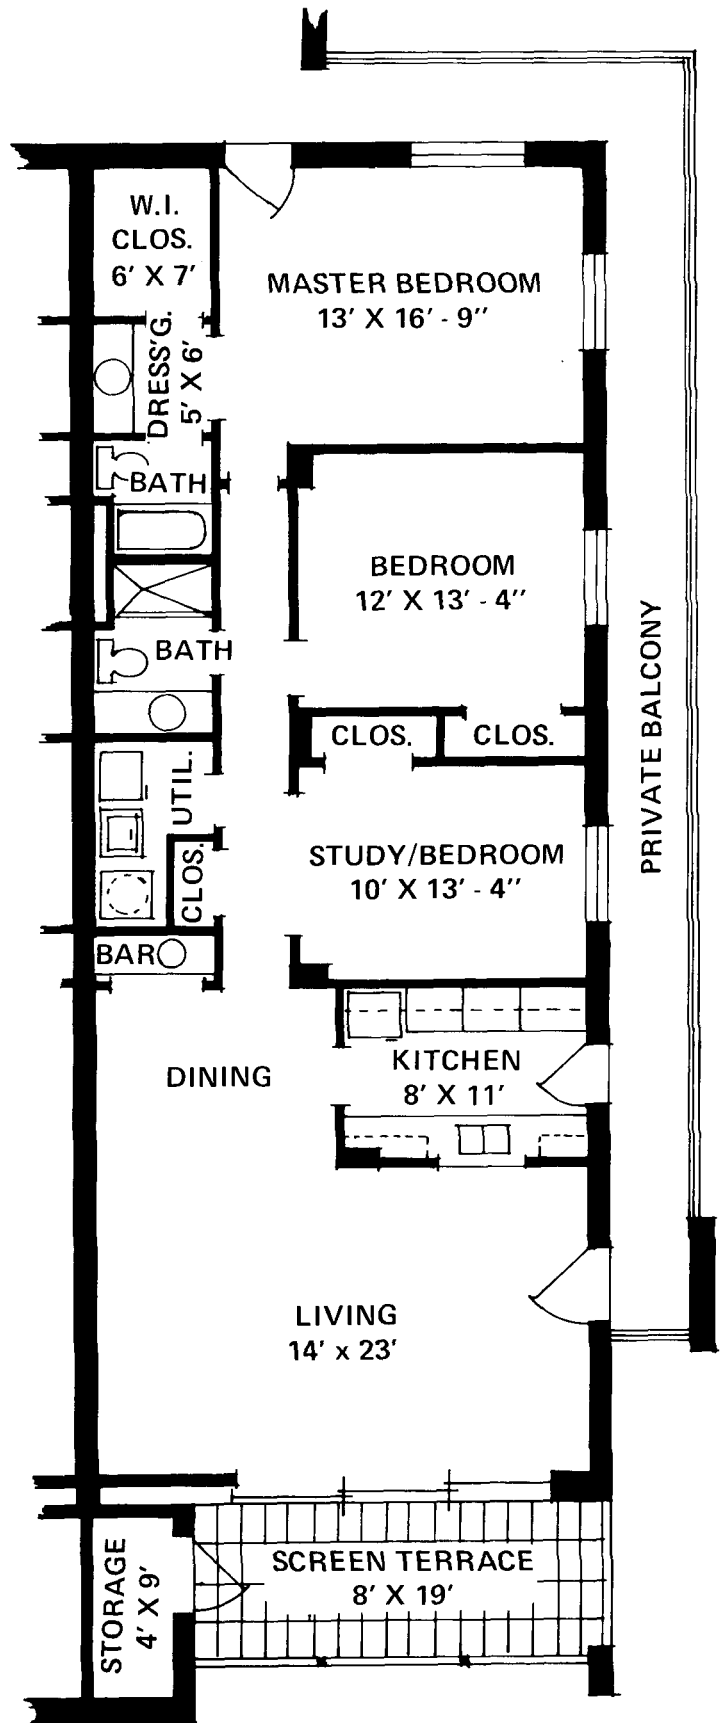 W.I.
CLOS.
6' X 7'
MASTER BEDROOM
13' X 16' - 9''
DRESS'G.
5' X 6'
BATH
BEDROOM
12' X 13' - 4''
BATH
PRIVATE BALCONY
CLOS.
CLOS.
UTIL.
CLOS.
STUDY/BEDROOM
10' X 13' - 4''
BAR
DINING
KITCHEN
8' X 11'
LIVING
14' x 23'
SCREEN TERRACE
8' X 19'
STORAGE
4' X 9'